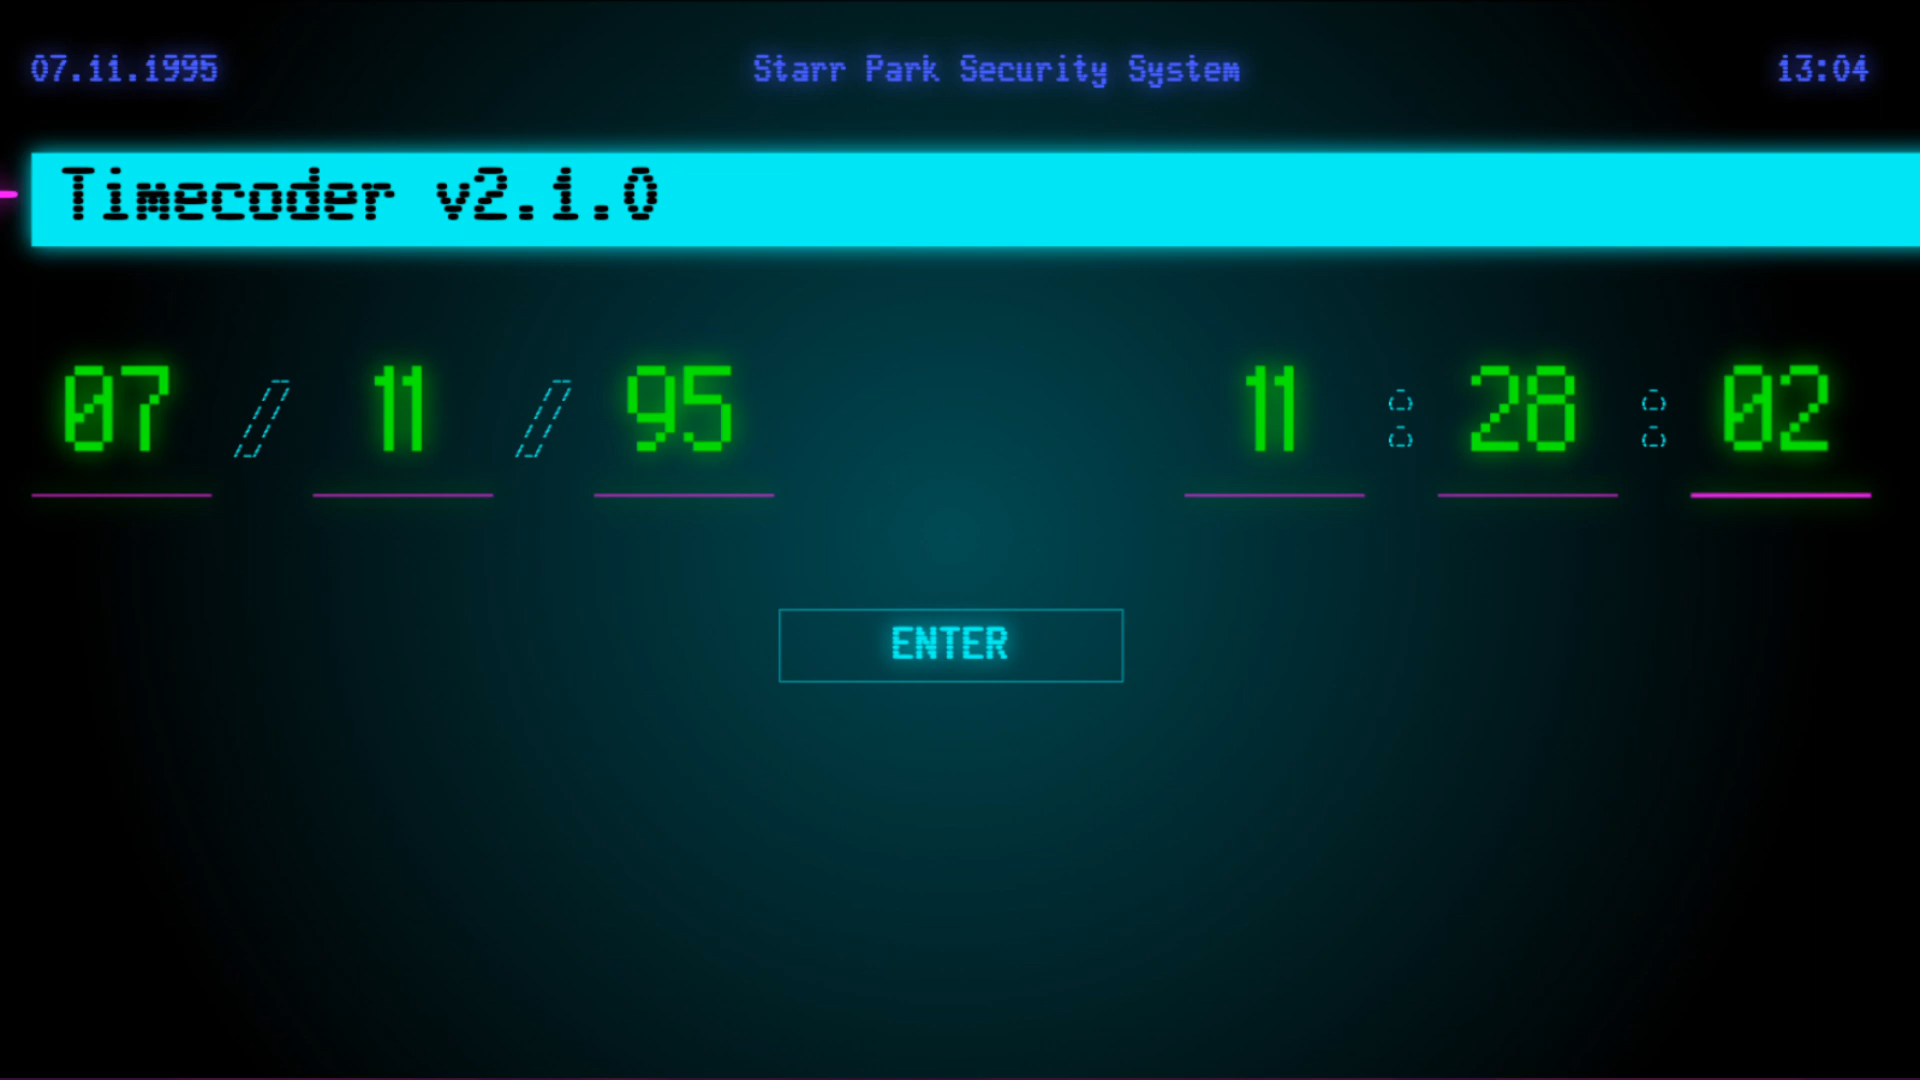 07.11.1995 Starr Park Security System 13:04
Timecoder v2.1.0
07 // 11 // 95 11 : 28 : 02
ENTER